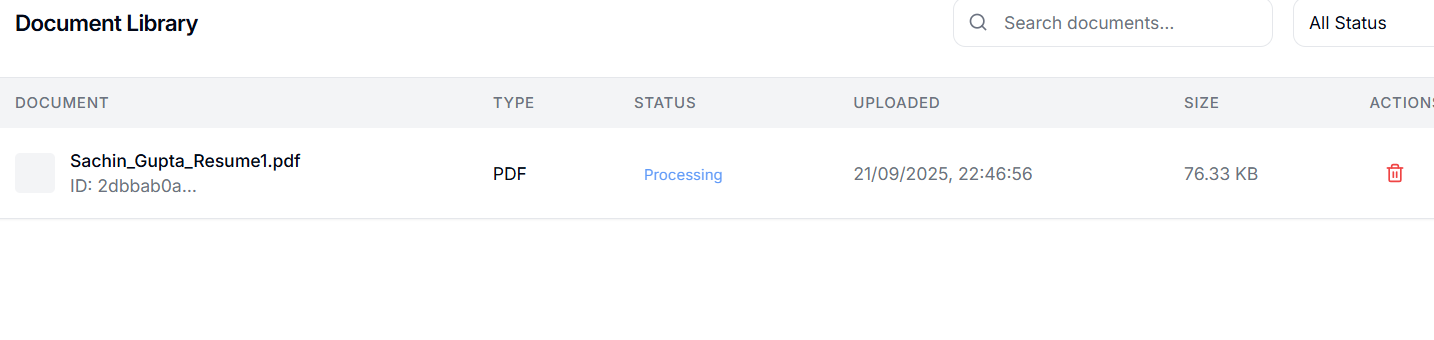 Document Library
Search documents...
All Status
DOCUMENT TYPE STATUS UPLOADED SIZE ACTIONS
Sachin_Gupta_Resume1.pdf
ID: 2dbbab0a...
PDF Processing 21/09/2025, 22:46:56 76.33 KB